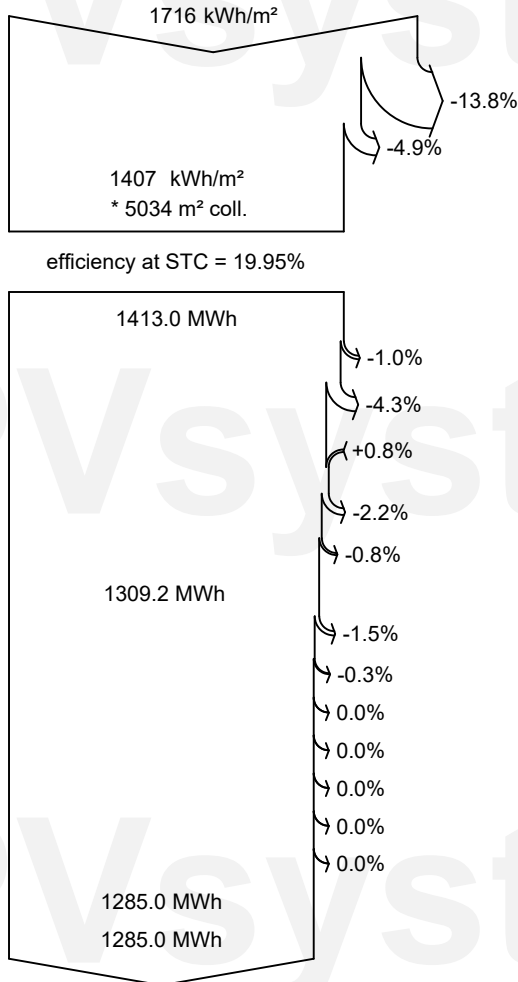 1716 kWh/m²
-13.8%
-4.9%
1407 kWh/m²
* 5034 m² coll.
efficiency at STC = 19.95%
1413.0 MWh
-1.0%
-4.3%
+0.8%
-2.2%
-0.8%
1309.2 MWh
-1.5%
-0.3%
0.0%
0.0%
0.0%
0.0%
0.0%
1285.0 MWh
1285.0 MWh